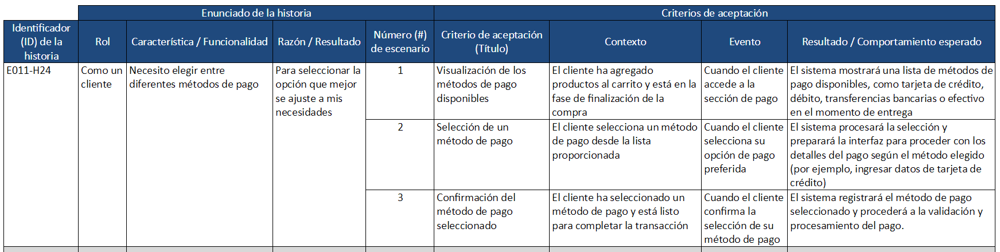 Enunciado de la historia
Criterios de aceptación
Identificador
(ID) de la
historia
Rol
Característica / Funcionalidad
Razón / Resultado
Número (#)
de escenario
Criterio de aceptación
(Título)
Contexto
Evento
Resultado / Comportamiento esperado
E011-H24
Como un
cliente
Necesito elegir entre
diferentes métodos de pago
Para seleccionar la
opción que mejor
se ajuste a mis
necesidades
1
Visualización de los
métodos de pago
disponibles
El cliente ha agregado
productos al carrito y está en la
fase de finalización de la
compra
Cuando el cliente
accede a la
sección de pago
El sistema mostrará una lista de métodos de
pago disponibles, como tarjeta de crédito,
débito, transferencias bancarias o efectivo
en el momento de entrega
2
Selección de un
método de pago
El cliente selecciona un método
de pago desde la lista
proporcionada
Cuando el cliente
selecciona su
opción de pago
preferida
El sistema procesará la selección y
preparará la interfaz para proceder con los
detalles del pago según el método elegido
(por ejemplo, ingresar datos de tarjeta de
crédito)
3
Confirmación del
método de pago
seleccionado
El cliente ha seleccionado un
método de pago y está listo
para completar la transacción
Cuando el cliente
confirma la
selección de su
método de pago
El sistema registrará el método de pago
seleccionado y procederá a la validación y
procesamiento del pago.